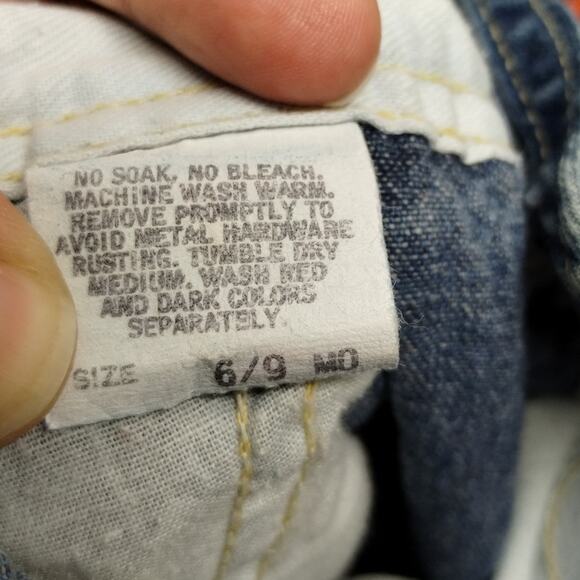 NO SOAK. NO BLEACH.
MACHINE WASH WARM.
REMOVE PROMPTLY TO
AVOID METAL HARDWARE
RUSTING. TUMBLE DRY
MEDIUM. WASH RED
AND DARK COLORS
SEPARATELY.
SIZE 6/9 MO